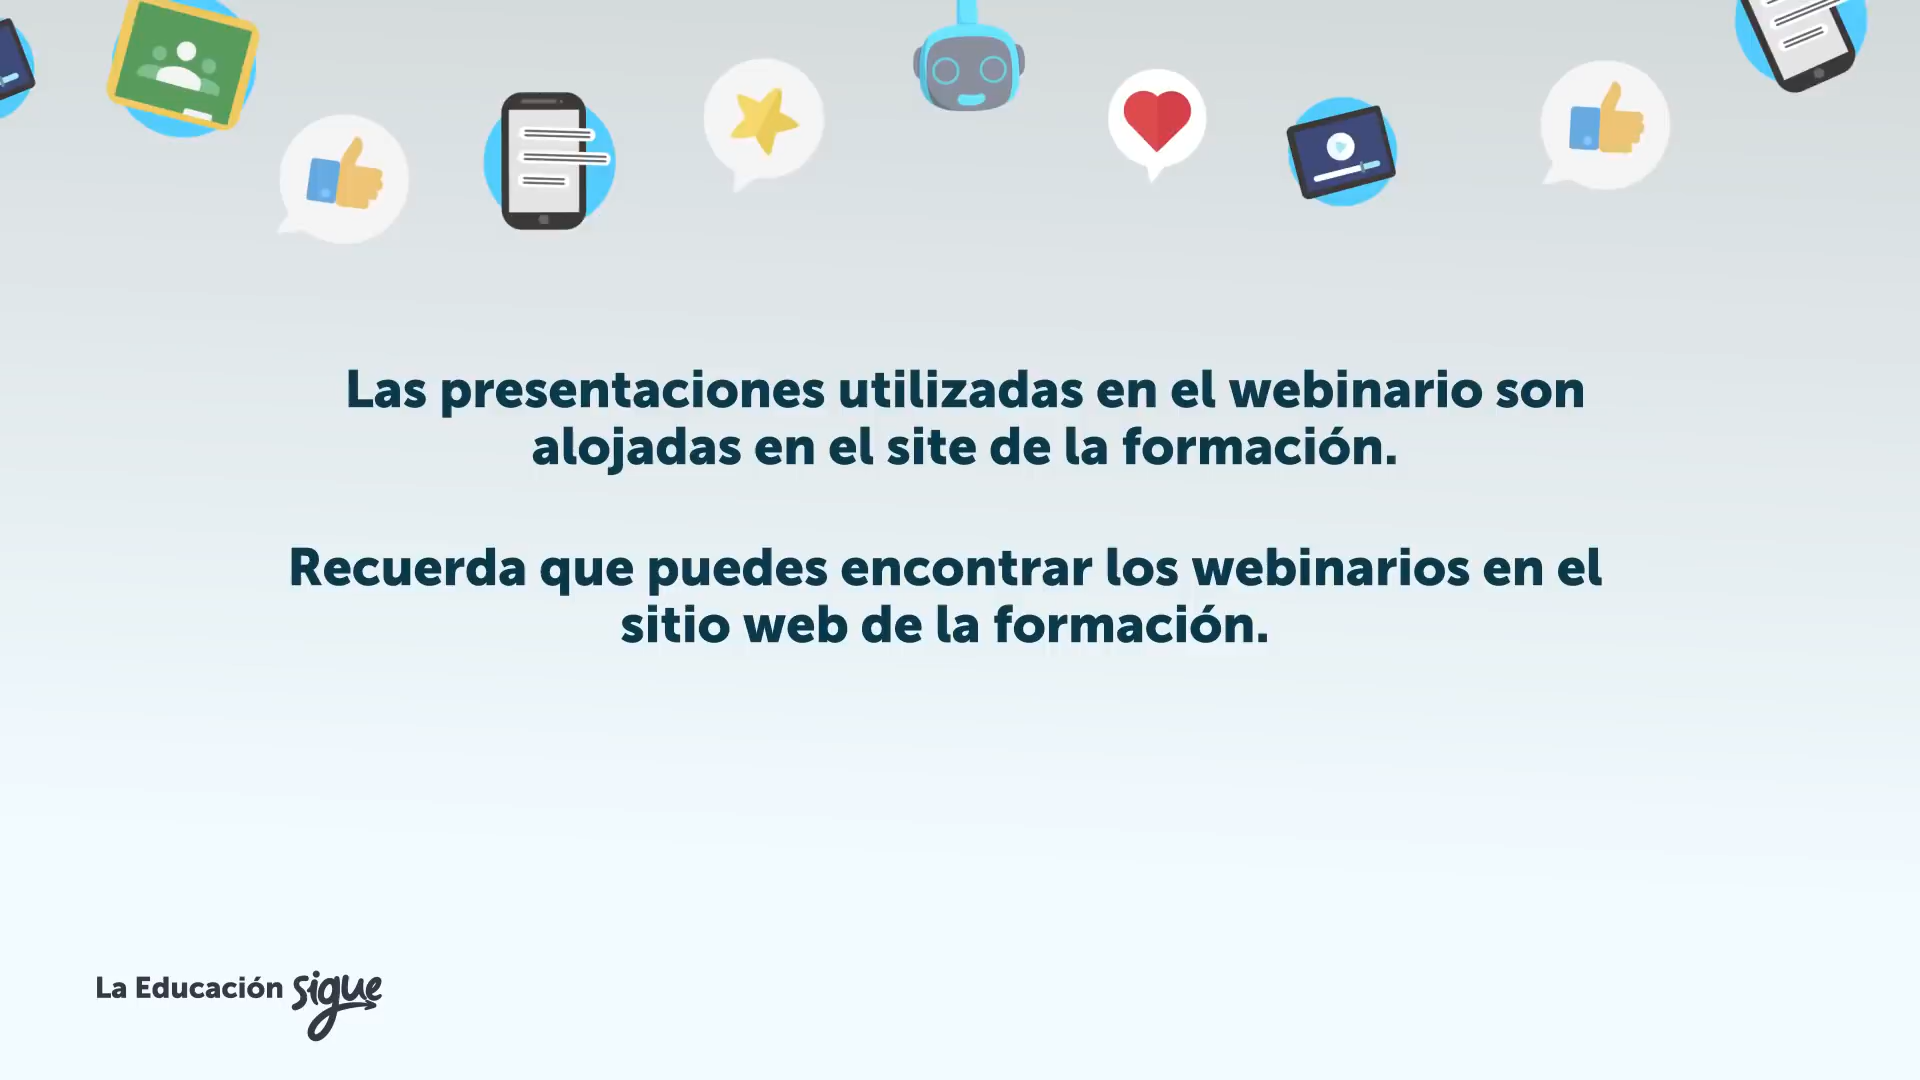 Las presentaciones utilizadas en el webinario son
alojadas en el site de la formación.
Recuerda que puedes encontrar los webinarios en el
sitio web de la formación.
La Educación sigue